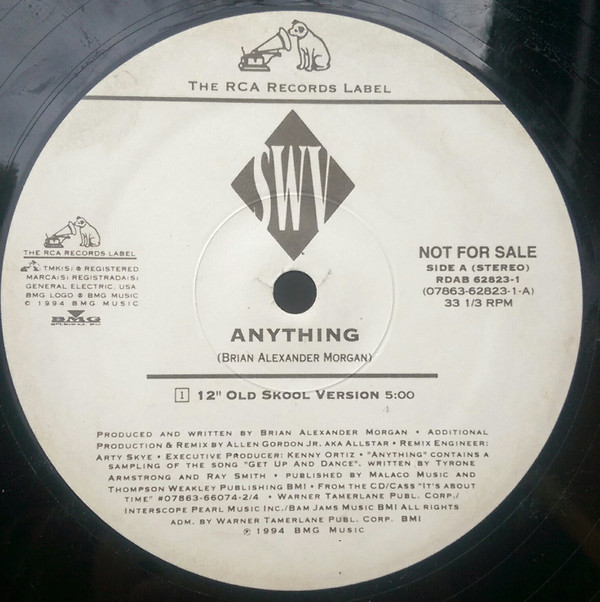 THE RCA RECORDS LABEL
SWV
THE RCA RECORDS LABEL
TMK(S) ® REGISTERED
MARCA(S) REGISTRADA(S)
GENERAL ELECTRIC, USA
BMG LOGO ® BMG MUSIC
© 1994 BMG MUSIC
BMG
NOT FOR SALE
SIDE A (STEREO)
RDAB 62823-1
(07863-62823-1-A)
33 1/3 RPM
ANYTHING
(BRIAN ALEXANDER MORGAN)
1 12" OLD SKOOL VERSION 5:00
PRODUCED AND WRITTEN BY BRIAN ALEXANDER MORGAN • ADDITIONAL
PRODUCTION & REMIX BY ALLEN GORDON JR. AKA ALLSTAR • REMIX ENGINEER:
ARTY SKYE • EXECUTIVE PRODUCER: KENNY ORTIZ • "ANYTHING" CONTAINS A
SAMPLING OF THE SONG "GET UP AND DANCE", WRITTEN BY TYRONE
ARMSTRONG AND RAY SMITH • PUBLISHED BY MALACO MUSIC AND
THOMPSON WEAKLEY PUBLISHING BMI • FROM THE CD/CASS "IT'S ABOUT
TIME" #07863-66074-2/4 • WARNER TAMERLANE PUBL. CORP./
INTERSCOPE PEARL MUSIC INC./BAM JAMS MUSIC BMI ALL RIGHTS
ADM. BY WARNER TAMERLANE PUBL. CORP. BMI
℗ 1994 BMG MUSIC